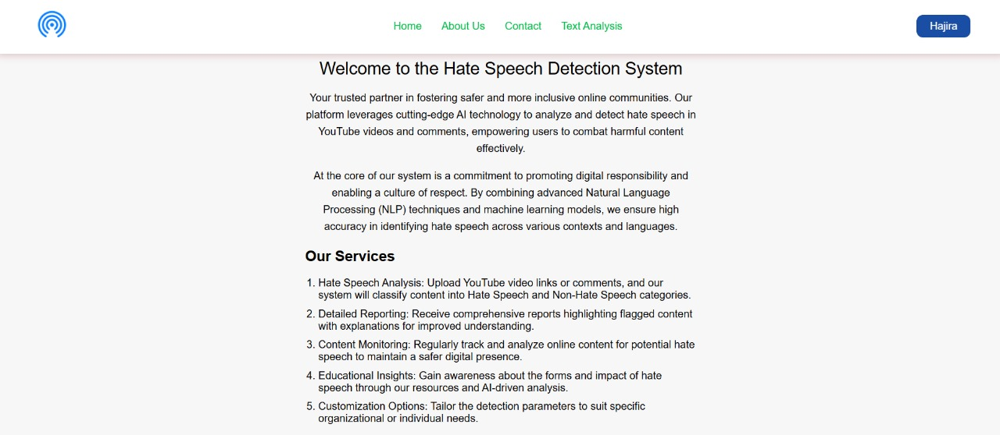 Home About Us Contact Text Analysis Hajira
Welcome to the Hate Speech Detection System
Your trusted partner in fostering safer and more inclusive online communities. Our
platform leverages cutting-edge AI technology to analyze and detect hate speech in
YouTube videos and comments, empowering users to combat harmful content
effectively.
At the core of our system is a commitment to promoting digital responsibility and
enabling a culture of respect. By combining advanced Natural Language
Processing (NLP) techniques and machine learning models, we ensure high
accuracy in identifying hate speech across various contexts and languages.
Our Services
1. Hate Speech Analysis: Upload YouTube video links or comments, and our
system will classify content into Hate Speech and Non-Hate Speech categories.
2. Detailed Reporting: Receive comprehensive reports highlighting flagged content
with explanations for improved understanding.
3. Content Monitoring: Regularly track and analyze online content for potential hate
speech to maintain a safer digital presence.
4. Educational Insights: Gain awareness about the forms and impact of hate
speech through our resources and AI-driven analysis.
5. Customization Options: Tailor the detection parameters to suit specific
organizational or individual needs.